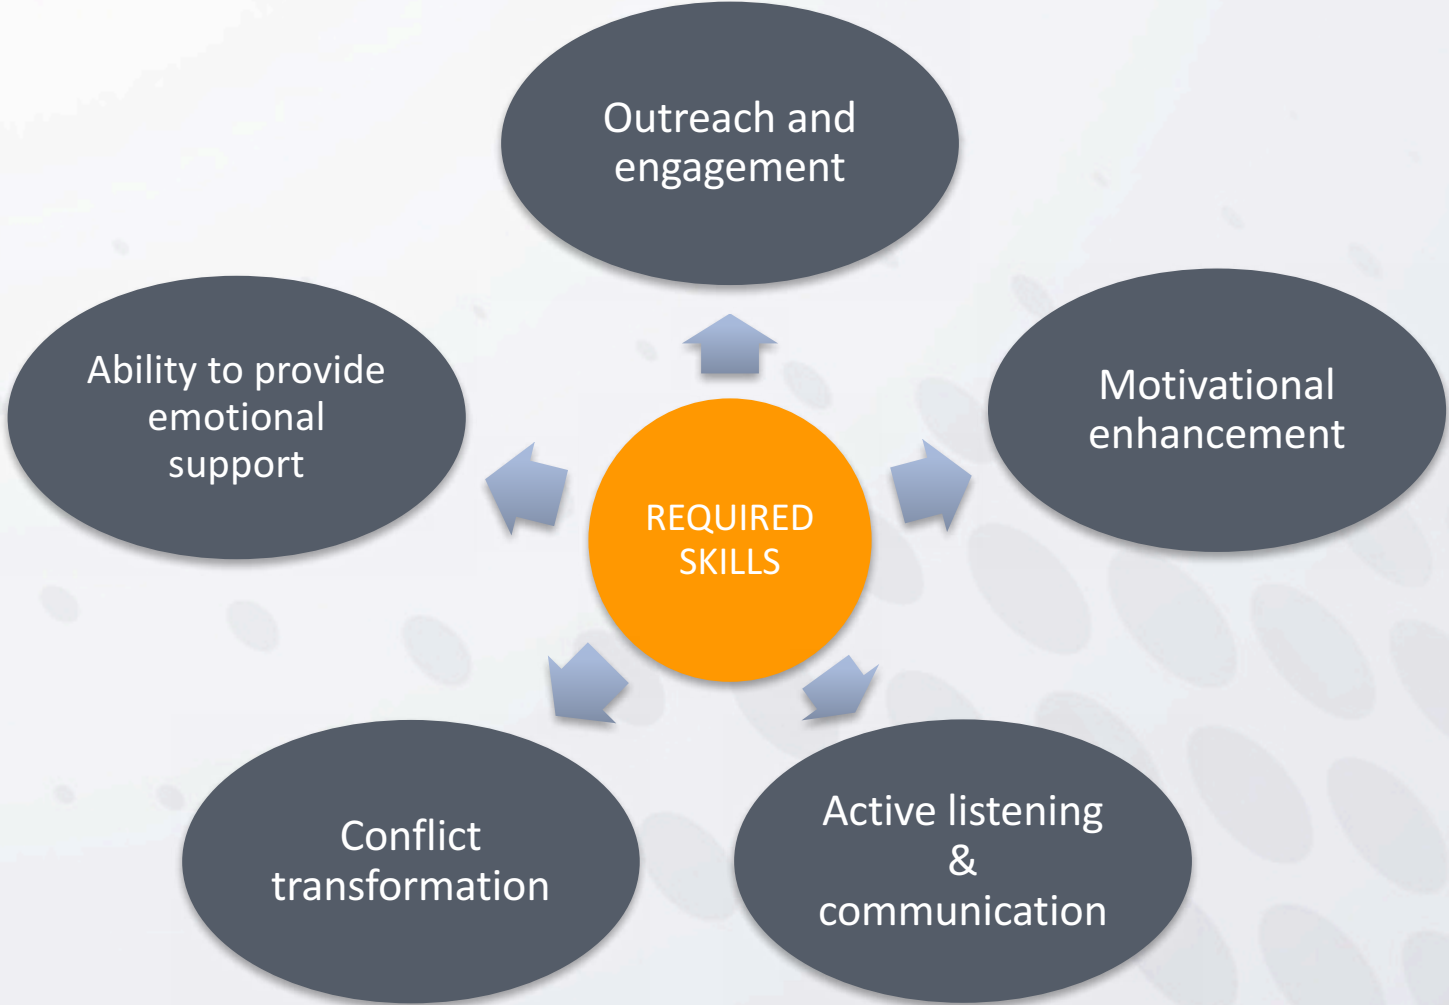 Outreach and
engagement
Motivational
enhancement
Active listening
&
communication
Conflict
transformation
Ability to provide
emotional
support
REQUIRED
SKILLS